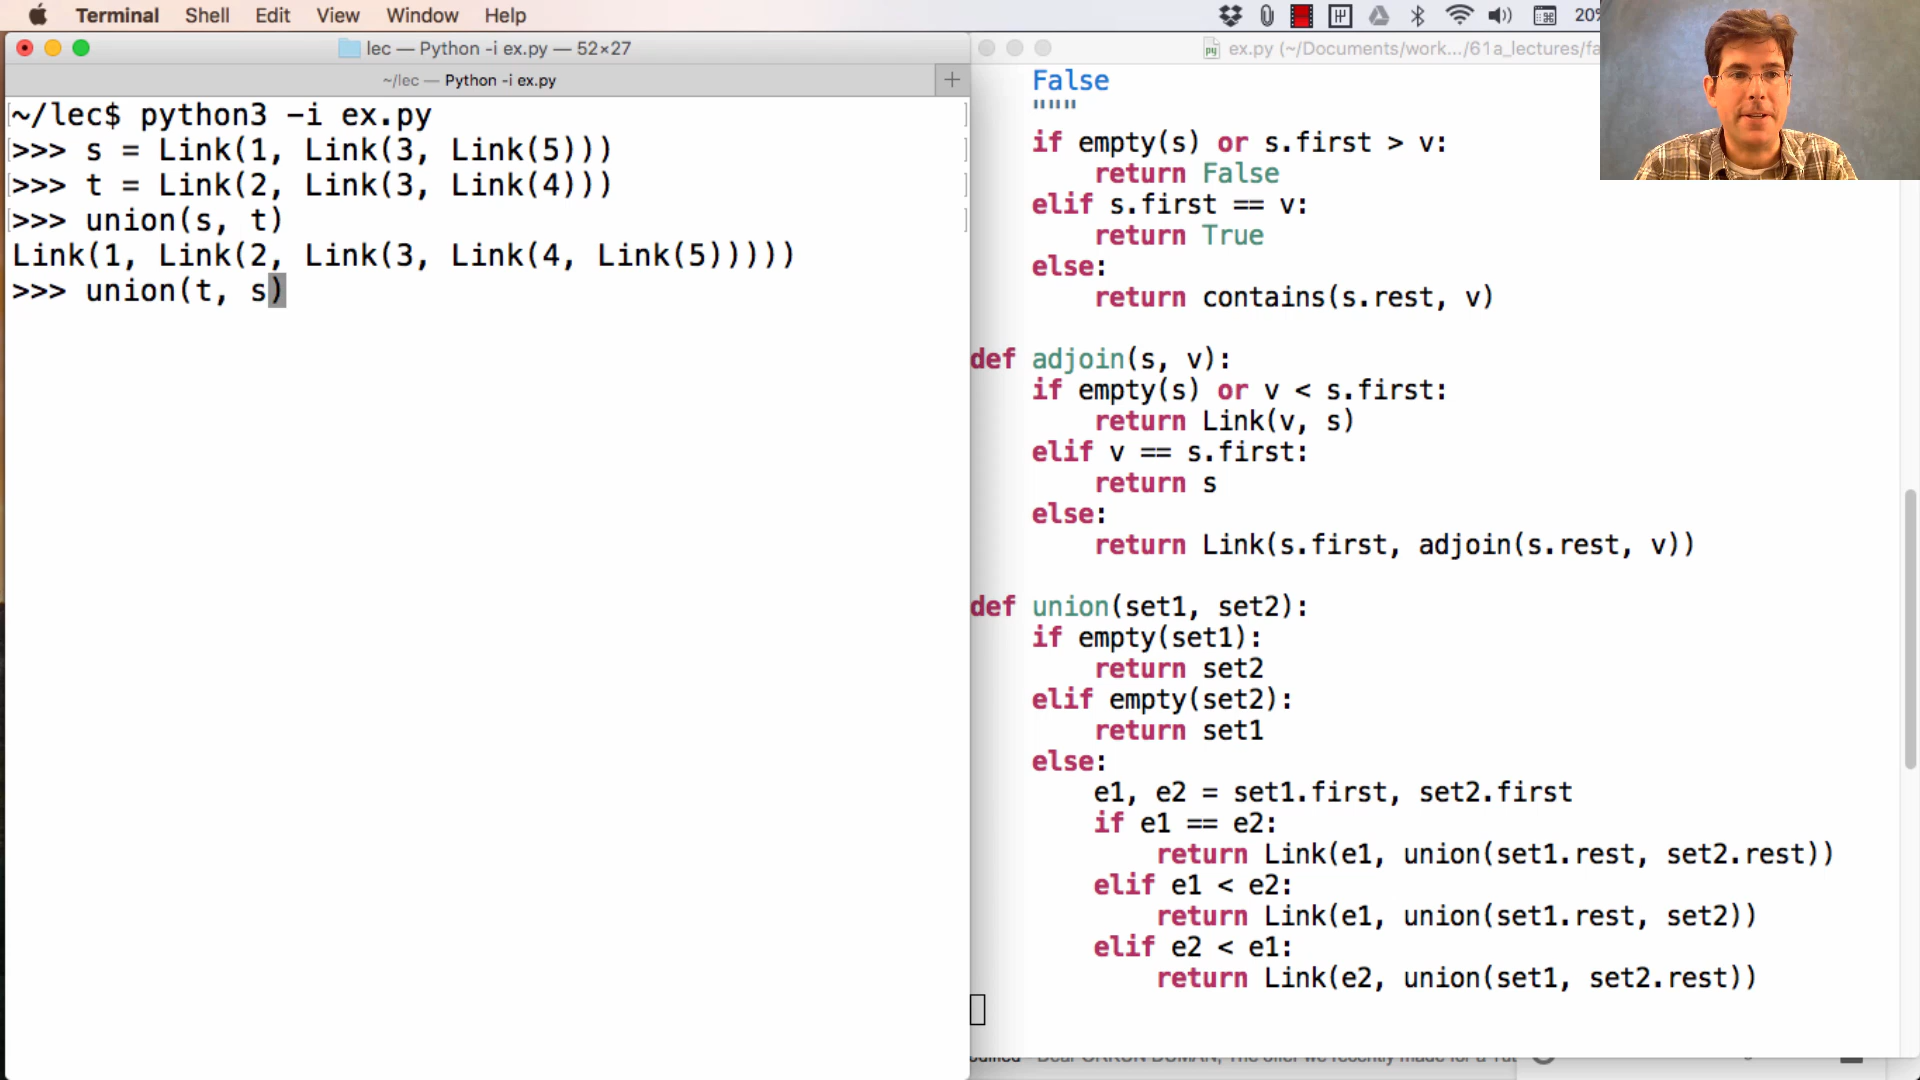 Terminal Shell Edit View Window Help 20%
lec — Python -i ex.py — 52×27
~/lec — Python -i ex.py
~/lec$ python3 -i ex.py
>>> s = Link(1, Link(3, Link(5)))
>>> t = Link(2, Link(3, Link(4)))
>>> union(s, t)
Link(1, Link(2, Link(3, Link(4, Link(5)))))
>>> union(t, s)
ex.py (~/Documents/work.../61a_lectures/fa
False
"""
if empty(s) or s.first > v:
return False
elif s.first == v:
return True
else:
return contains(s.rest, v)
def adjoin(s, v):
if empty(s) or v < s.first:
return Link(v, s)
elif v == s.first:
return s
else:
return Link(s.first, adjoin(s.rest, v))
def union(set1, set2):
if empty(set1):
return set2
elif empty(set2):
return set1
else:
e1, e2 = set1.first, set2.first
if e1 == e2:
return Link(e1, union(set1.rest, set2.rest))
elif e1 < e2:
return Link(e1, union(set1.rest, set2))
elif e2 < e1:
return Link(e2, union(set1, set2.rest))